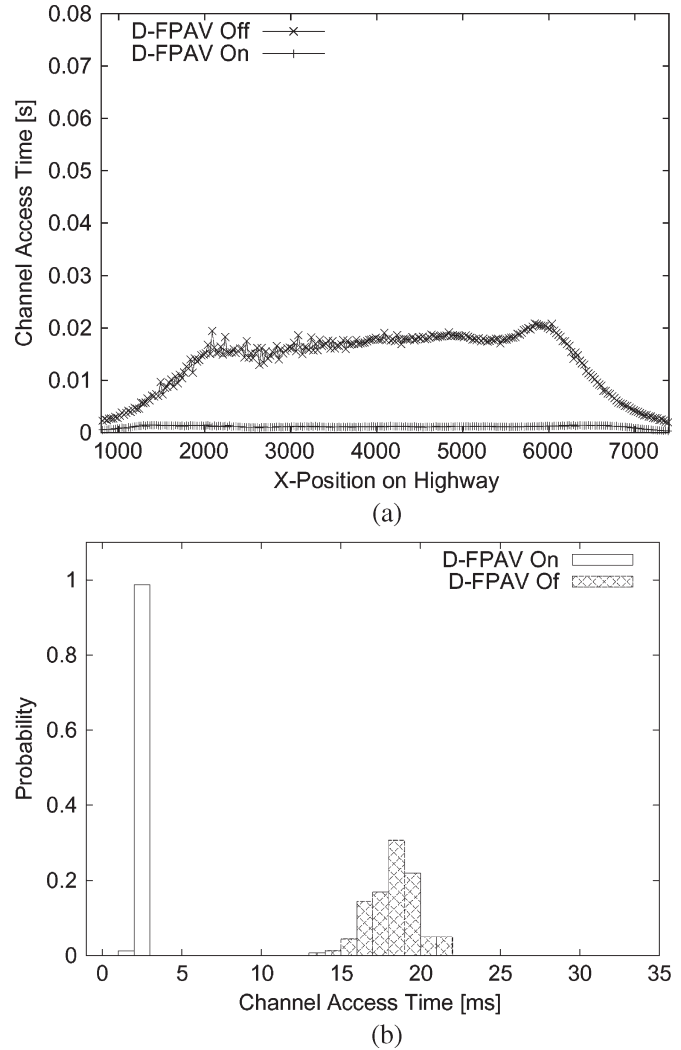 0.08
0.07
0.06
0.05
0.04
0.03
0.02
0.01
0
Channel Access Time [s]
D-FPAV Off
D-FPAV On
1000 2000 3000 4000 5000 6000 7000
X-Position on Highway
(a)
1
0.8
0.6
0.4
0.2
0
Probability
D-FPAV On
D-FPAV Of
0 5 10 15 20 25 30 35
Channel Access Time [ms]
(b)